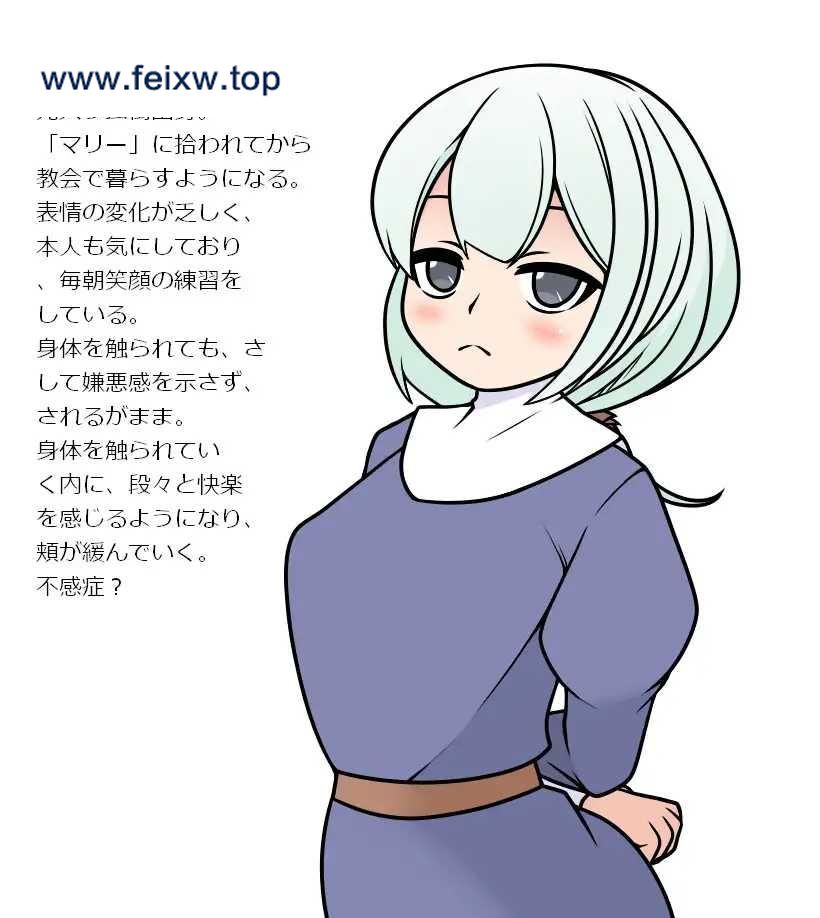 www.feixw.top
「マリー」に拾われてから
教会で暮らすようになる。
表情の変化が乏しく、
本人も気にしており
、毎朝笑顔の練習を
している。
身体を触られても、さ
して嫌悪感を示さず、
されるがまま。
身体を触られてい
く内に、段々と快楽
を感じるようになり、
頬が緩んでいく。
不感症？